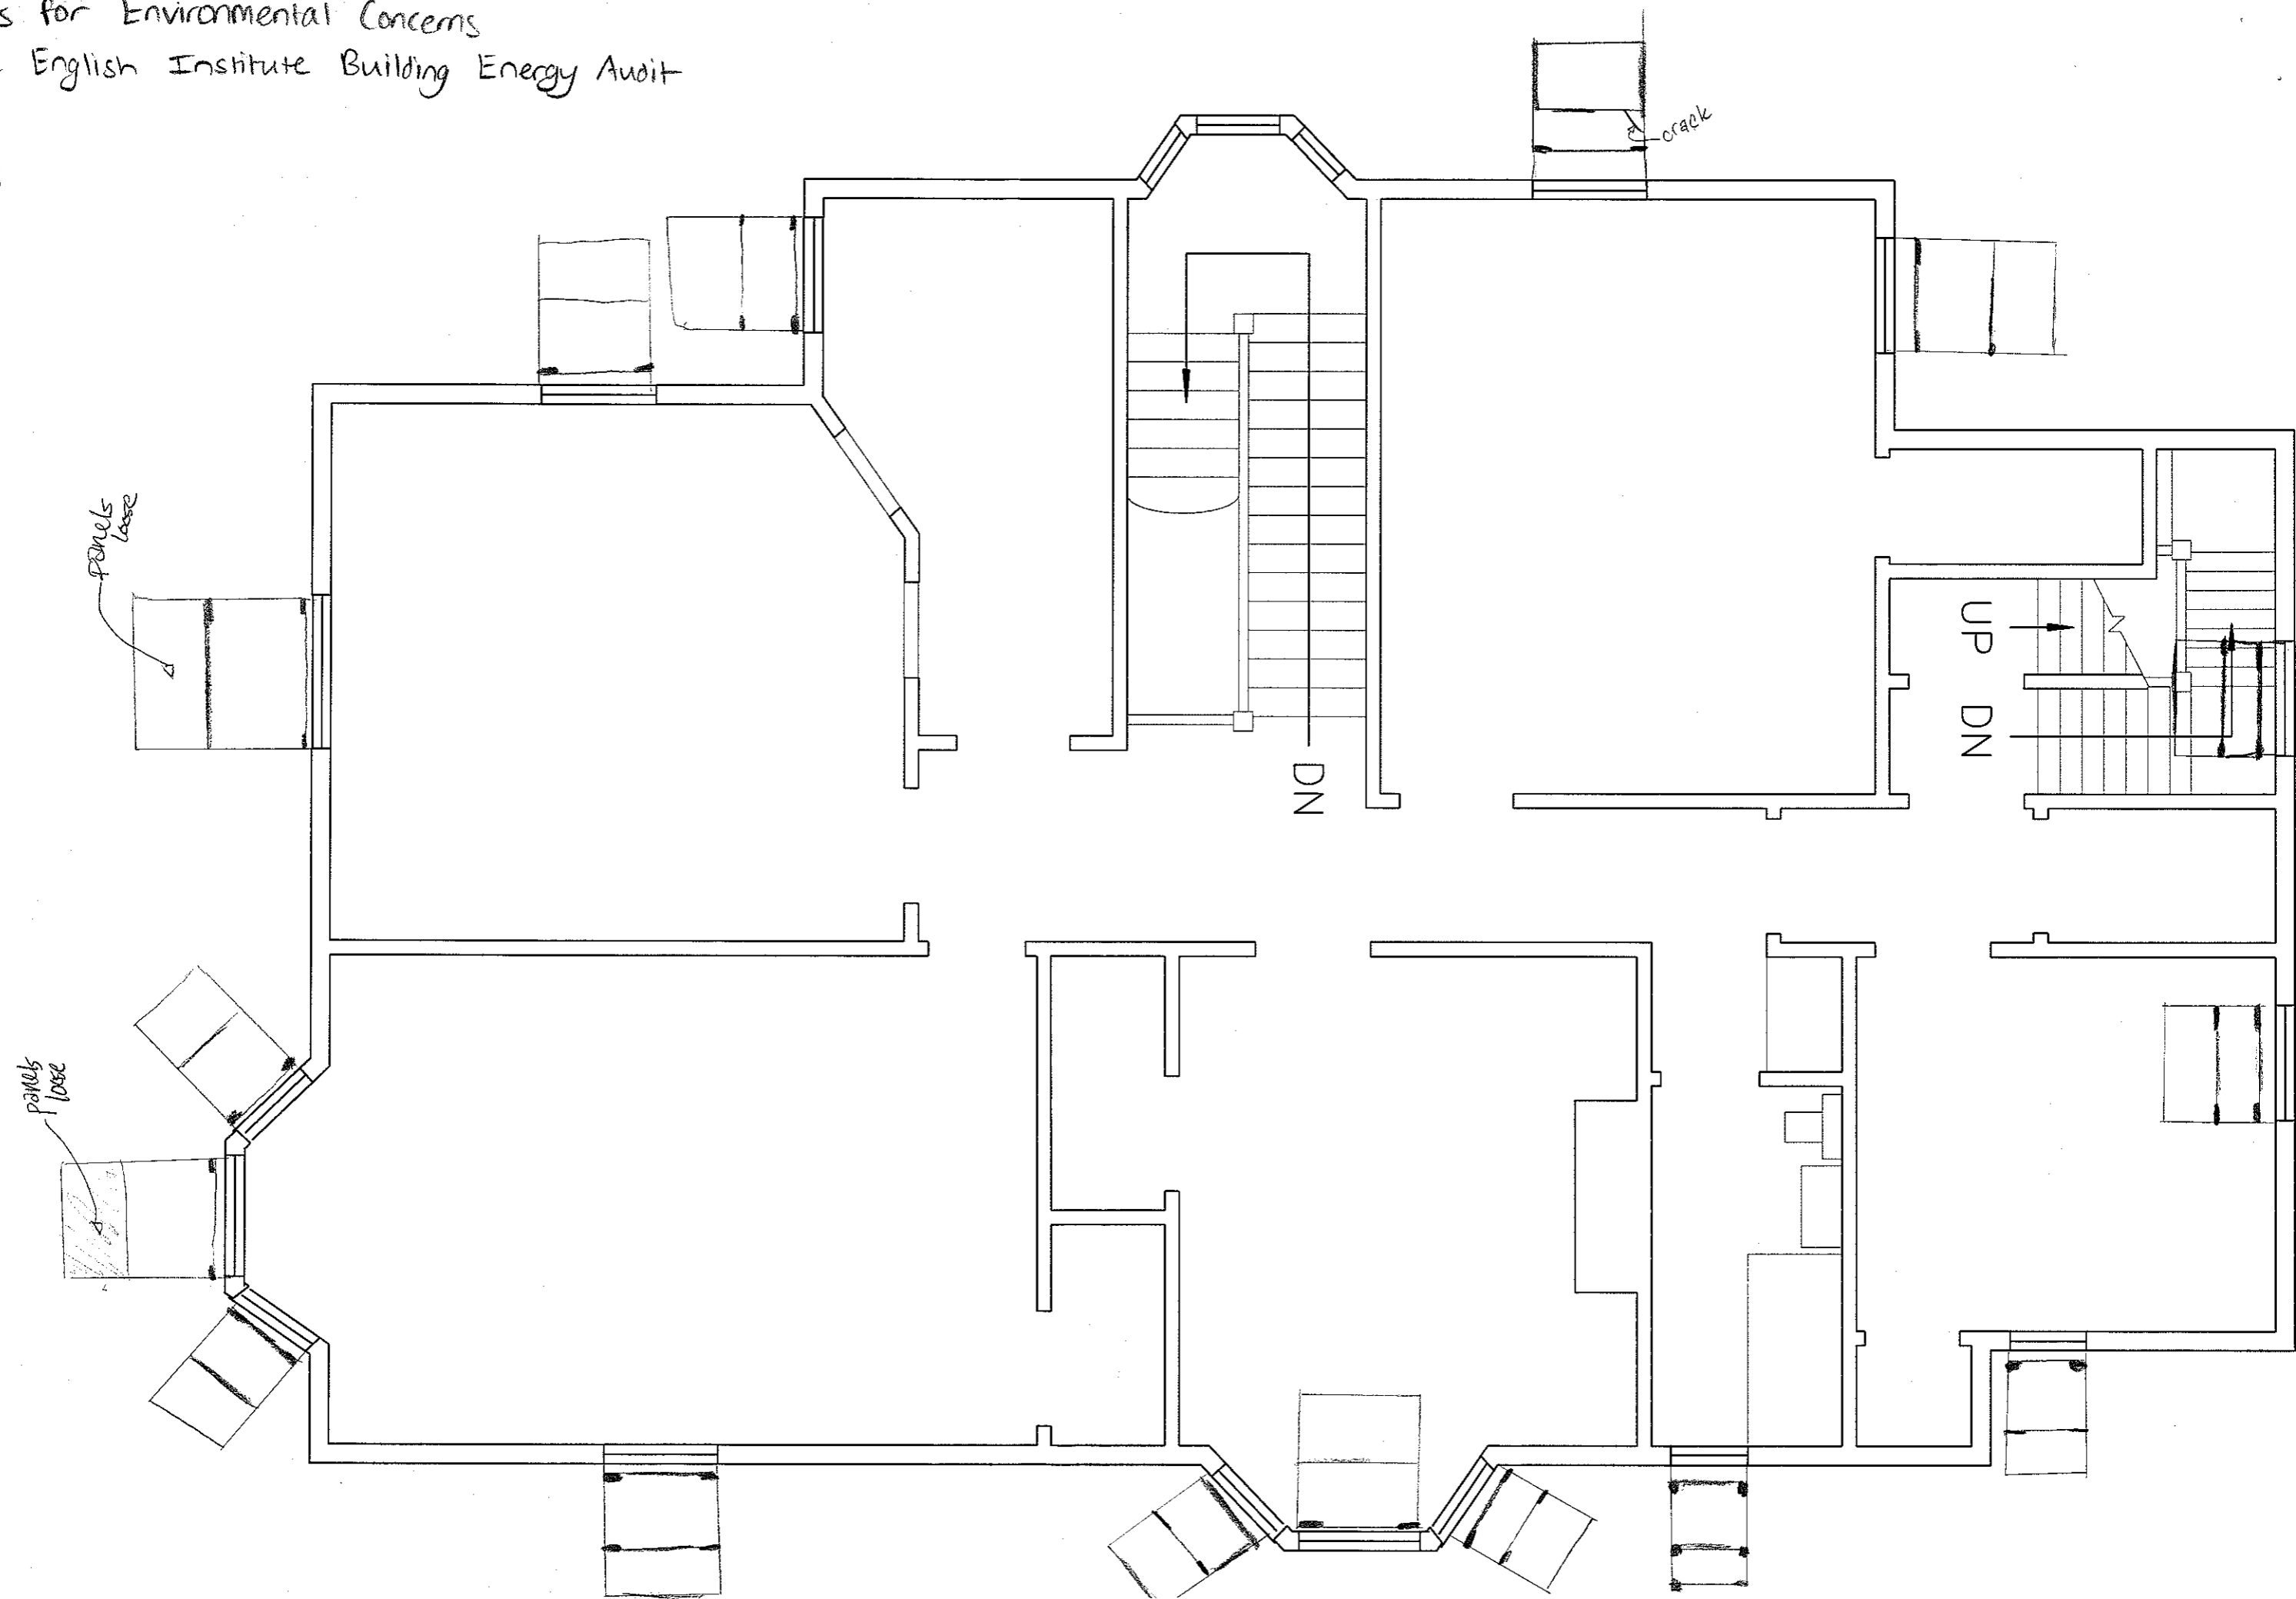 s for Environmental Concerns
English Institute Building Energy Audit
crack
panels
loose
UP
DN
DN
panels
loose